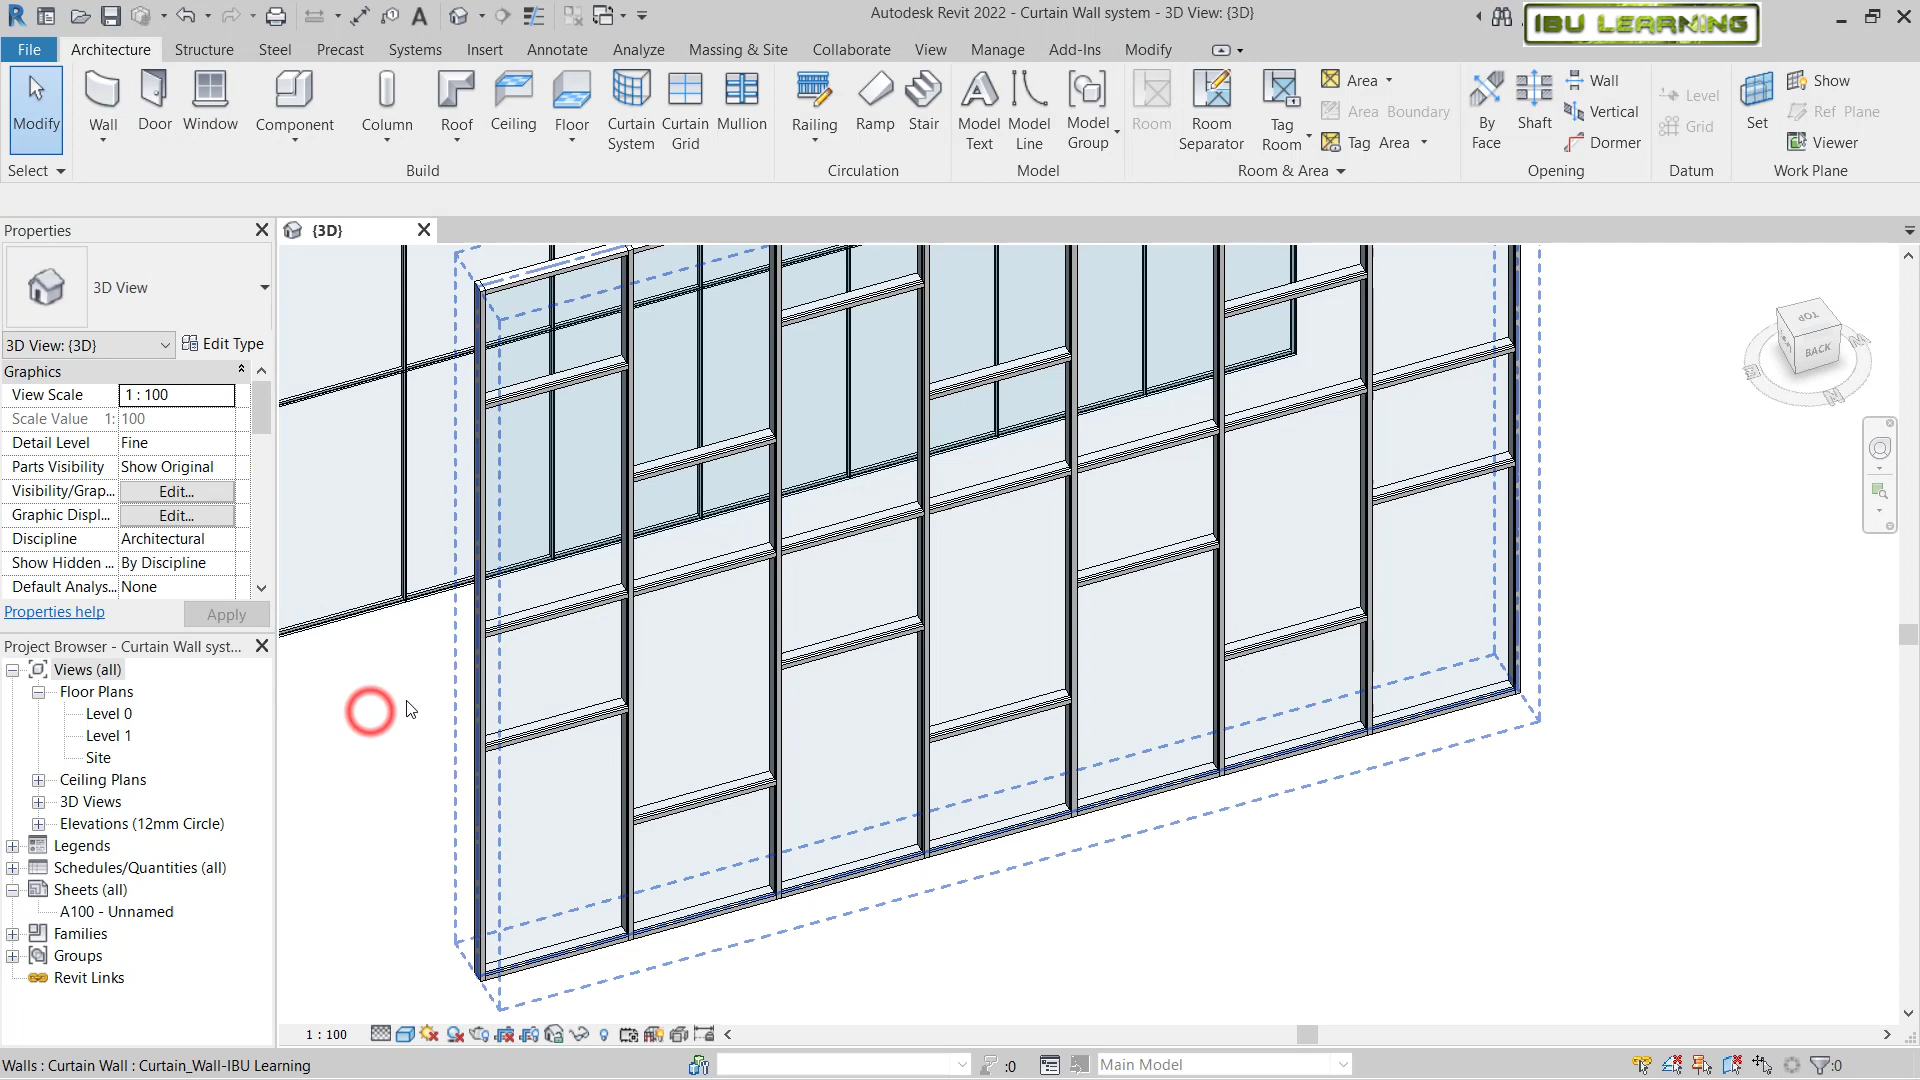 Autodesk Revit 2022 - Curtain Wall system - 3D View: {3D}
IBU LEARNING
File Architecture Structure Steel Precast Systems Insert Annotate Analyze Massing & Site Collaborate View Manage Add-Ins Modify
Modify
Wall
Door
Window
Component
Column
Roof
Ceiling
Floor
Curtain System
Curtain Grid
Mullion
Railing
Ramp
Stair
Model Text
Model Line
Model Group
Room
Room Separator
Tag Room
Area
Area Boundary
Tag Area
By Face
Shaft
Wall
Vertical
Dormer
Level
Grid
Set
Show
Ref Plane
Viewer
Select
Build
Circulation
Model
Room & Area
Opening
Datum
Work Plane
Properties
{3D}
3D View
3D View: {3D}
Edit Type
Graphics
View Scale 1 : 100
Scale Value 1: 100
Detail Level Fine
Parts Visibility Show Original
Visibility/Grap... Edit...
Graphic Displ... Edit...
Discipline Architectural
Show Hidden ... By Discipline
Default Analys... None
Properties help
Apply
Project Browser - Curtain Wall syst...
Views (all)
Floor Plans
Level 0
Level 1
Site
Ceiling Plans
3D Views
Elevations (12mm Circle)
Legends
Schedules/Quantities (all)
Sheets (all)
A100 - Unnamed
Families
Groups
Revit Links
TOP
BACK
1 : 100
Walls : Curtain Wall : Curtain_Wall-IBU Learning
:0
Main Model
:0